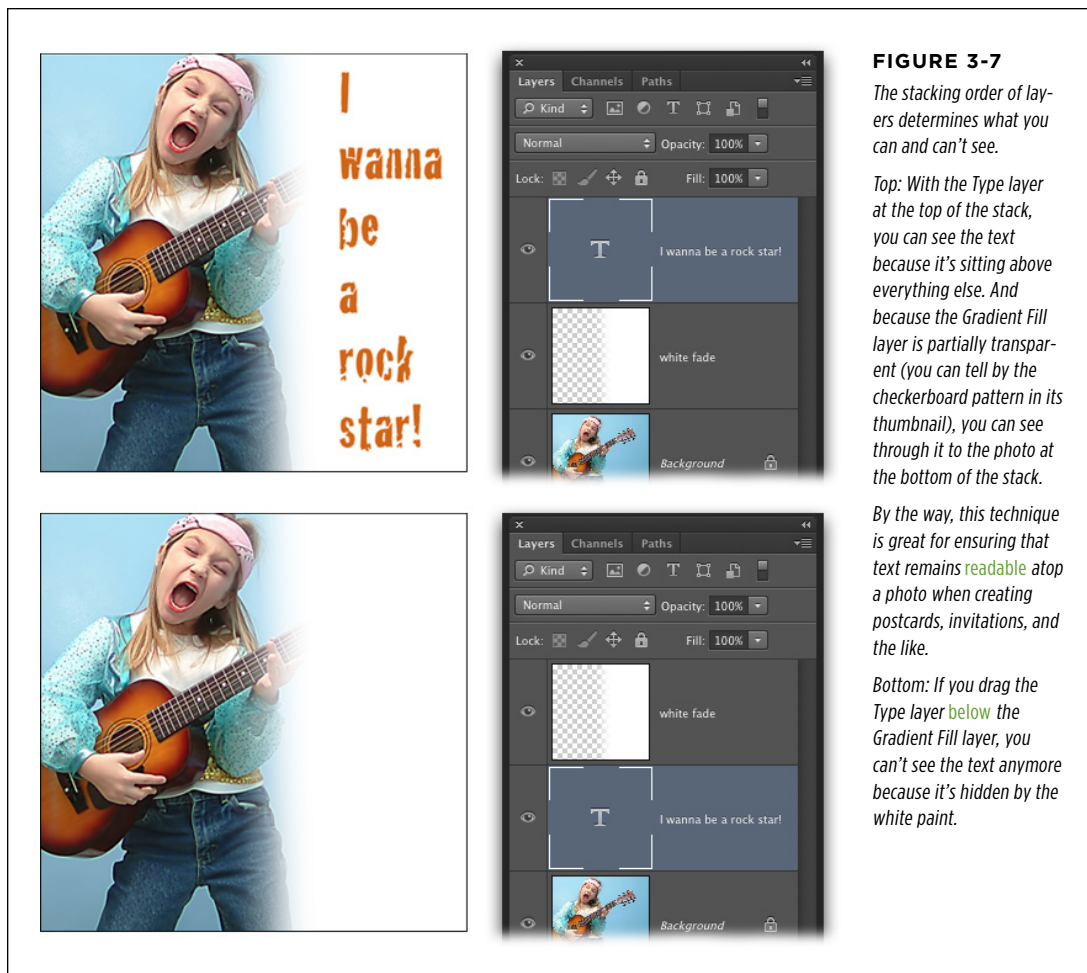 I
wanna
be
a
rock
star!
Layers Channels Paths
Kind T
Normal Opacity: 100%
Lock: Fill: 100%
T I wanna be a rock star!
white fade
Background
Layers Channels Paths
Kind T
Normal Opacity: 100%
Lock: Fill: 100%
white fade
T I wanna be a rock star!
Background
FIGURE 3-7
The stacking order of lay-
ers determines what you
can and can’t see.
Top: With the Type layer
at the top of the stack,
you can see the text
because it’s sitting above
everything else. And
because the Gradient Fill
layer is partially transpar-
ent (you can tell by the
checkerboard pattern in its
thumbnail), you can see
through it to the photo at
the bottom of the stack.
By the way, this technique
is great for ensuring that
text remains readable atop
a photo when creating
postcards, invitations, and
the like.
Bottom: If you drag the
Type layer below the
Gradient Fill layer, you
can’t see the text anymore
because it’s hidden by the
white paint.